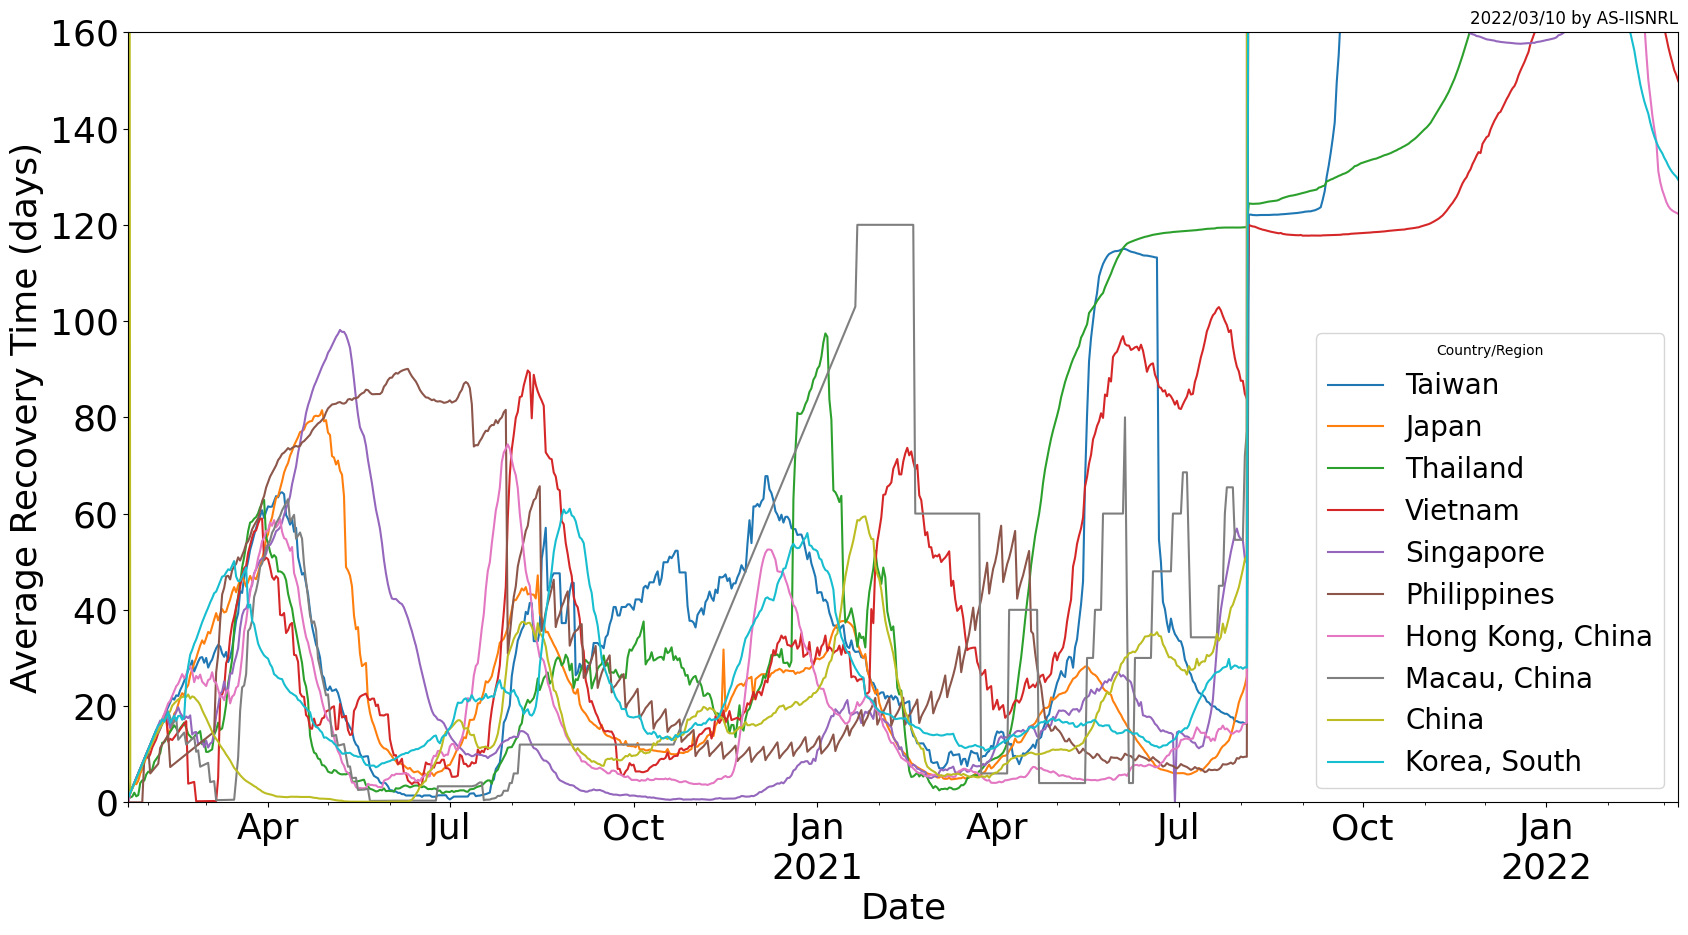 2022/03/10 by AS-IISNRL
Average Recovery Time (days)
160
140
120
100
80
60
40
20
0
Country/Region
Taiwan
Japan
Thailand
Vietnam
Singapore
Philippines
Hong Kong, China
Macau, China
China
Korea, South
Apr Jul Oct Jan Apr Jul Oct Jan
2021 2022
Date